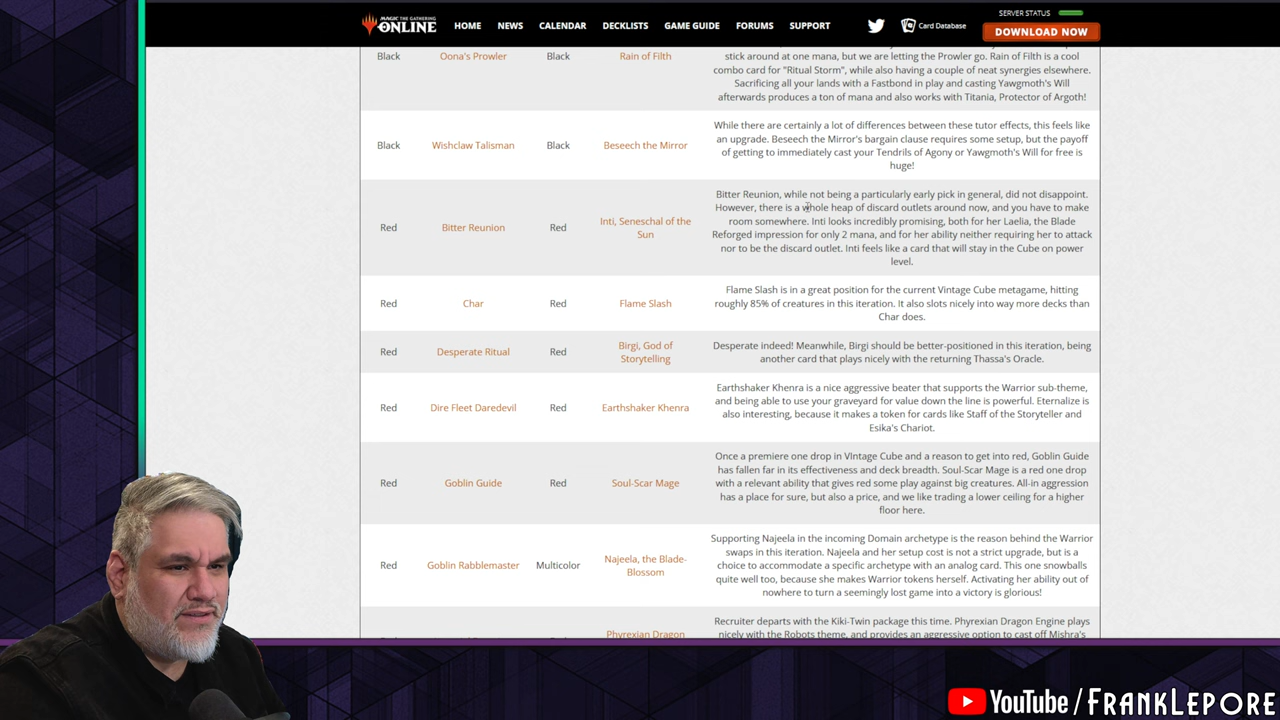 MAGIC THE GATHERING
ONLINE
HOME
NEWS
CALENDAR
DECKLISTS
GAME GUIDE
FORUMS
SUPPORT
Card Database
SERVER STATUS
DOWNLOAD NOW
Black
Oona's Prowler
Black
Rain of Filth
stick around at one mana, but we are letting the Prowler go. Rain of Filth is a cool
combo card for "Ritual Storm", while also having a couple of neat synergies elsewhere.
Sacrificing all your lands with a Fastbond in play and casting Yawgmoth's Will
afterwards produces a ton of mana and also works with Titania, Protector of Argoth!
Black
Wishclaw Talisman
Black
Beseech the Mirror
While there are certainly a lot of differences between these tutor effects, this feels like
an upgrade. Beseech the Mirror's bargain clause requires some setup, but the payoff
of getting to immediately cast your Tendrils of Agony or Yawgmoth's Will for free is
huge!
Red
Bitter Reunion
Red
Inti, Seneschal of the
Sun
Bitter Reunion, while not being a particularly early pick in general, did not disappoint.
However, there is a whole heap of discard outlets around now, and you have to make
room somewhere. Inti looks incredibly promising, both for her Laelia, the Blade
Reforged impression for only 2 mana, and for her ability neither requiring her to attack
nor to be the discard outlet. Inti feels like a card that will stay in the Cube on power
level.
Red
Char
Red
Flame Slash
Flame Slash is in a great position for the current Vintage Cube metagame, hitting
roughly 85% of creatures in this iteration. It also slots nicely into way more decks than
Char does.
Red
Desperate Ritual
Red
Birgi, God of
Storytelling
Desperate indeed! Meanwhile, Birgi should be better-positioned in this iteration, being
another card that plays nicely with the returning Thassa's Oracle.
Red
Dire Fleet Daredevil
Red
Earthshaker Khenra
Earthshaker Khenra is a nice aggressive beater that supports the Warrior sub-theme,
and being able to use your graveyard for value down the line is powerful. Eternalize is
also interesting, because it makes a token for cards like Staff of the Storyteller and
Esika's Chariot.
Red
Goblin Guide
Red
Soul-Scar Mage
Once a premiere one drop in VIntage Cube and a reason to get into red, Goblin Guide
has fallen far in its effectiveness and deck breadth. Soul-Scar Mage is a red one drop
with a relevant ability that gives red some play against big creatures. All-in aggression
has a place for sure, but also a price, and we like trading a lower ceiling for a higher
floor here.
Red
Goblin Rabblemaster
Multicolor
Najeela, the Blade-
Blossom
Supporting Najeela in the incoming Domain archetype is the reason behind the Warrior
swaps in this iteration. Najeela and her setup cost is not a strict upgrade, but is a
choice to accommodate a specific archetype with an analog card. This one snowballs
quite well too, because she makes Warrior tokens herself. Activating her ability out of
nowhere to turn a seemingly lost game into a victory is glorious!
Phyrexian Dragon
Recruiter departs with the Kiki-Twin package this time. Phyrexian Dragon Engine plays
nicely with the Robots theme, and provides an aggressive option to cast off Mishra's
YouTube/FRANKLEPORE